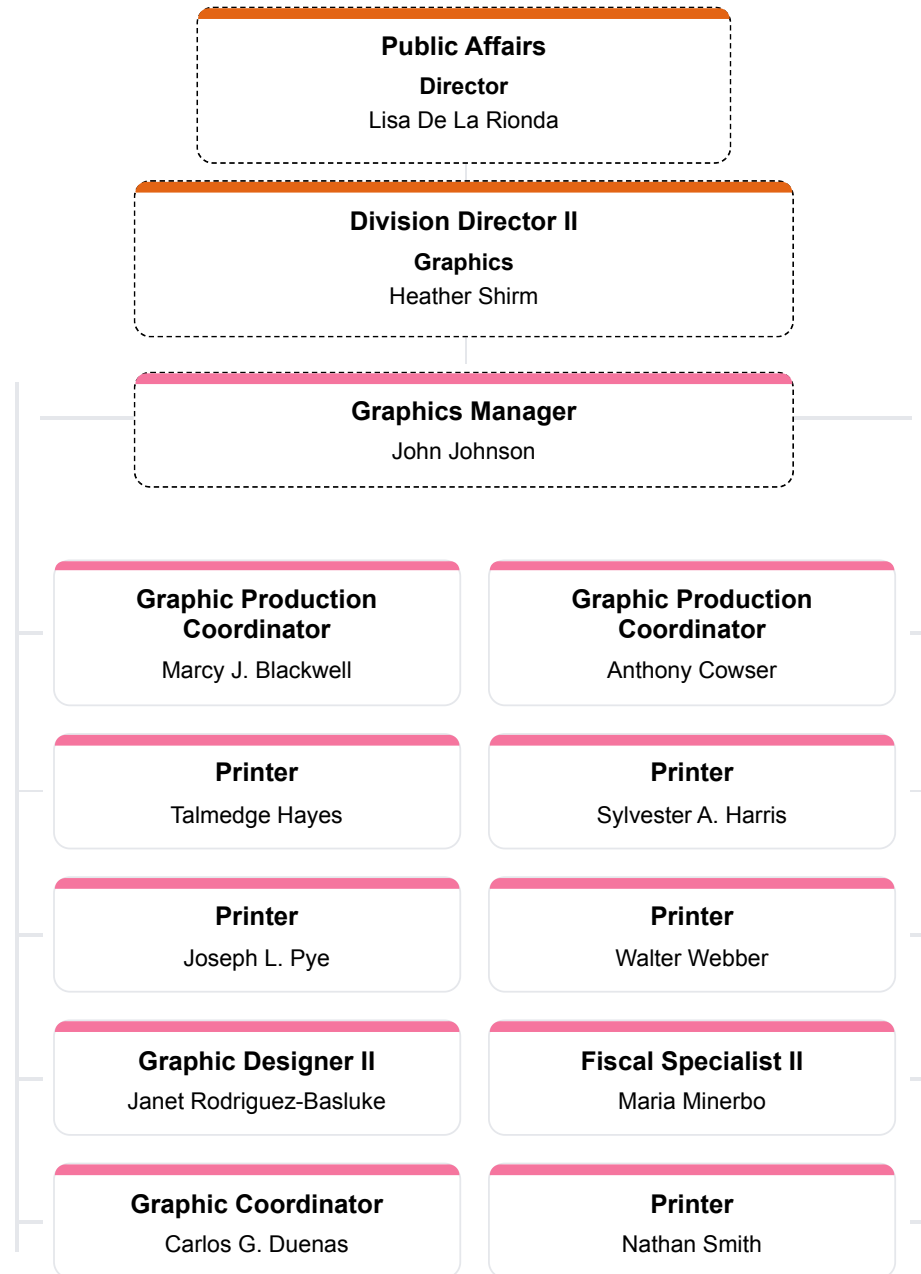 Public Affairs
Director
Lisa De La Rionda
Division Director II
Graphics
Heather Shirm
Graphics Manager
John Johnson
Graphic Production
Coordinator
Marcy J. Blackwell
Graphic Production
Coordinator
Anthony Cowser
Printer
Talmedge Hayes
Printer
Sylvester A. Harris
Printer
Joseph L. Pye
Printer
Walter Webber
Graphic Designer II
Janet Rodriguez-Basluke
Fiscal Specialist II
Maria Minerbo
Graphic Coordinator
Carlos G. Duenas
Printer
Nathan Smith